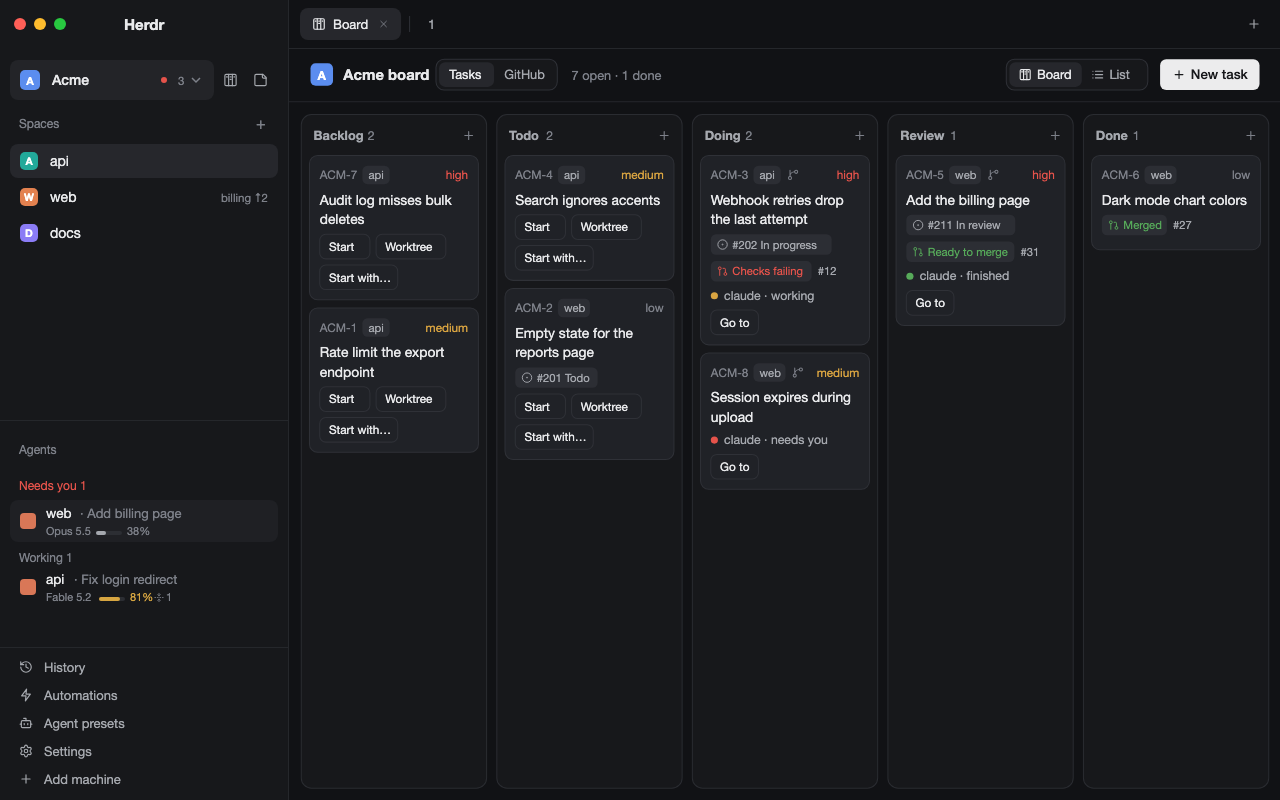 Herdr
A Acme 3
Spaces
A api
W web billing ↑2
D docs
Agents
Needs you 1
web · Add billing page
Opus 5.5 38%
Working 1
api · Fix login redirect
Fable 5.2 81% 1
History
Automations
Agent presets
Settings
Add machine
Board 1
A Acme board Tasks GitHub 7 open · 1 done Board List New task
Backlog 2
ACM-7 api high
Audit log misses bulk
deletes
Start Worktree
Start with…
ACM-1 api medium
Rate limit the export
endpoint
Start Worktree
Start with…
Todo 2
ACM-4 api medium
Search ignores accents
Start Worktree
Start with…
ACM-2 web low
Empty state for the
reports page
#201 Todo
Start Worktree
Start with…
Doing 2
ACM-3 api high
Webhook retries drop
the last attempt
#202 In progress
Checks failing #12
claude · working
Go to
ACM-8 web medium
Session expires during
upload
claude · needs you
Go to
Review 1
ACM-5 web high
Add the billing page
#211 In review
Ready to merge #31
claude · finished
Go to
Done 1
ACM-6 web low
Dark mode chart colors
Merged #27